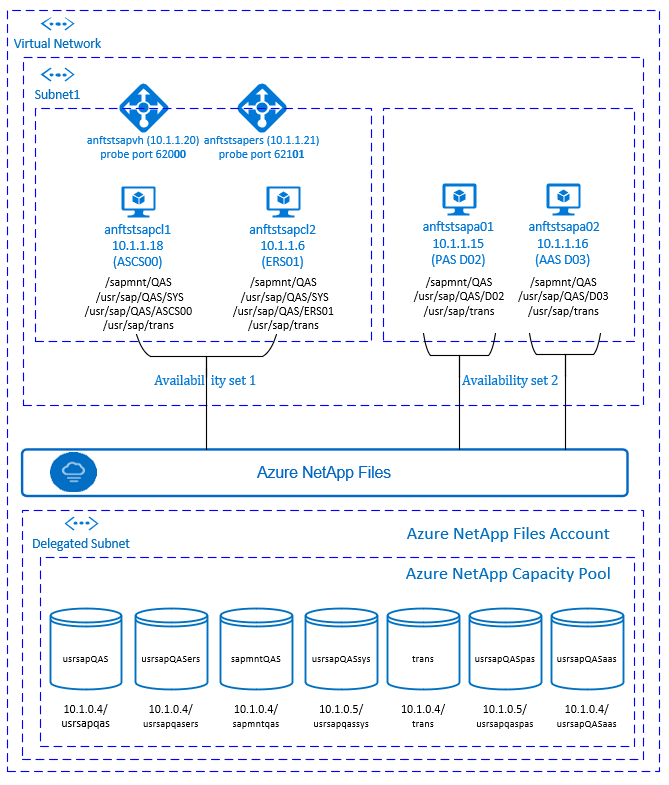 Virtual Network
Subnet1
anftstsapvh (10.1.1.20)
probe port 62000
anftstsapers (10.1.1.21)
probe port 62101
anftstsapcl1
10.1.1.18
(ASCS00)
/sapmnt/QAS
/usr/sap/QAS/SYS
/usr/sap/QAS/ASCS00
/usr/sap/trans
anftstsapcl2
10.1.1.6
(ERS01)
/sapmnt/QAS
/usr/sap/QAS/SYS
/usr/sap/QAS/ERS01
/usr/sap/trans
anftstsapa01
10.1.1.15
(PAS D02)
/sapmnt/QAS
/usr/sap/QAS/D02
/usr/sap/trans
anftstsapa02
10.1.1.16
(AAS D03)
/sapmnt/QAS
/usr/sap/QAS/D03
/usr/sap/trans
Availability set 1
Availability set 2
Azure NetApp Files
Delegated Subnet
Azure NetApp Files Account
Azure NetApp Capacity Pool
usrsapQAS
usrsapQASers
sapmntQAS
usrsapQASsys
trans
usrsapQASpas
usrsapQASaas
10.1.0.4/
usrsapqas
10.1.0.4/
usrsapqasers
10.1.0.4/
sapmntqas
10.1.0.5/
usrsapqassys
10.1.0.4/
trans
10.1.0.5/
usrsapqaspas
10.1.0.4/
usrsapQASaas